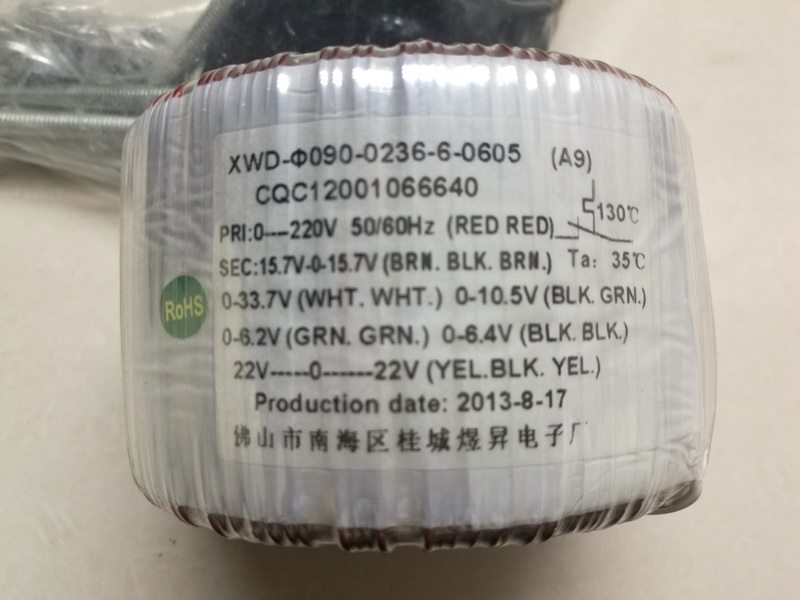 XWD-Φ090-0236-6-0605 (A9)
CQC12001066640
130℃
PRI:0----220V 50/60Hz (RED RED)
SEC:15.7V-0-15.7V (BRN. BLK. BRN.) Ta: 35℃
RoHS
0-33.7V (WHT. WHT.) 0-10.5V (BLK. GRN.)
0-6.2V (GRN. GRN.) 0-6.4V (BLK. BLK.)
22V-----0------22V (YEL.BLK. YEL.)
Production date: 2013-8-17
佛山市南海区桂城煜昇电子厂